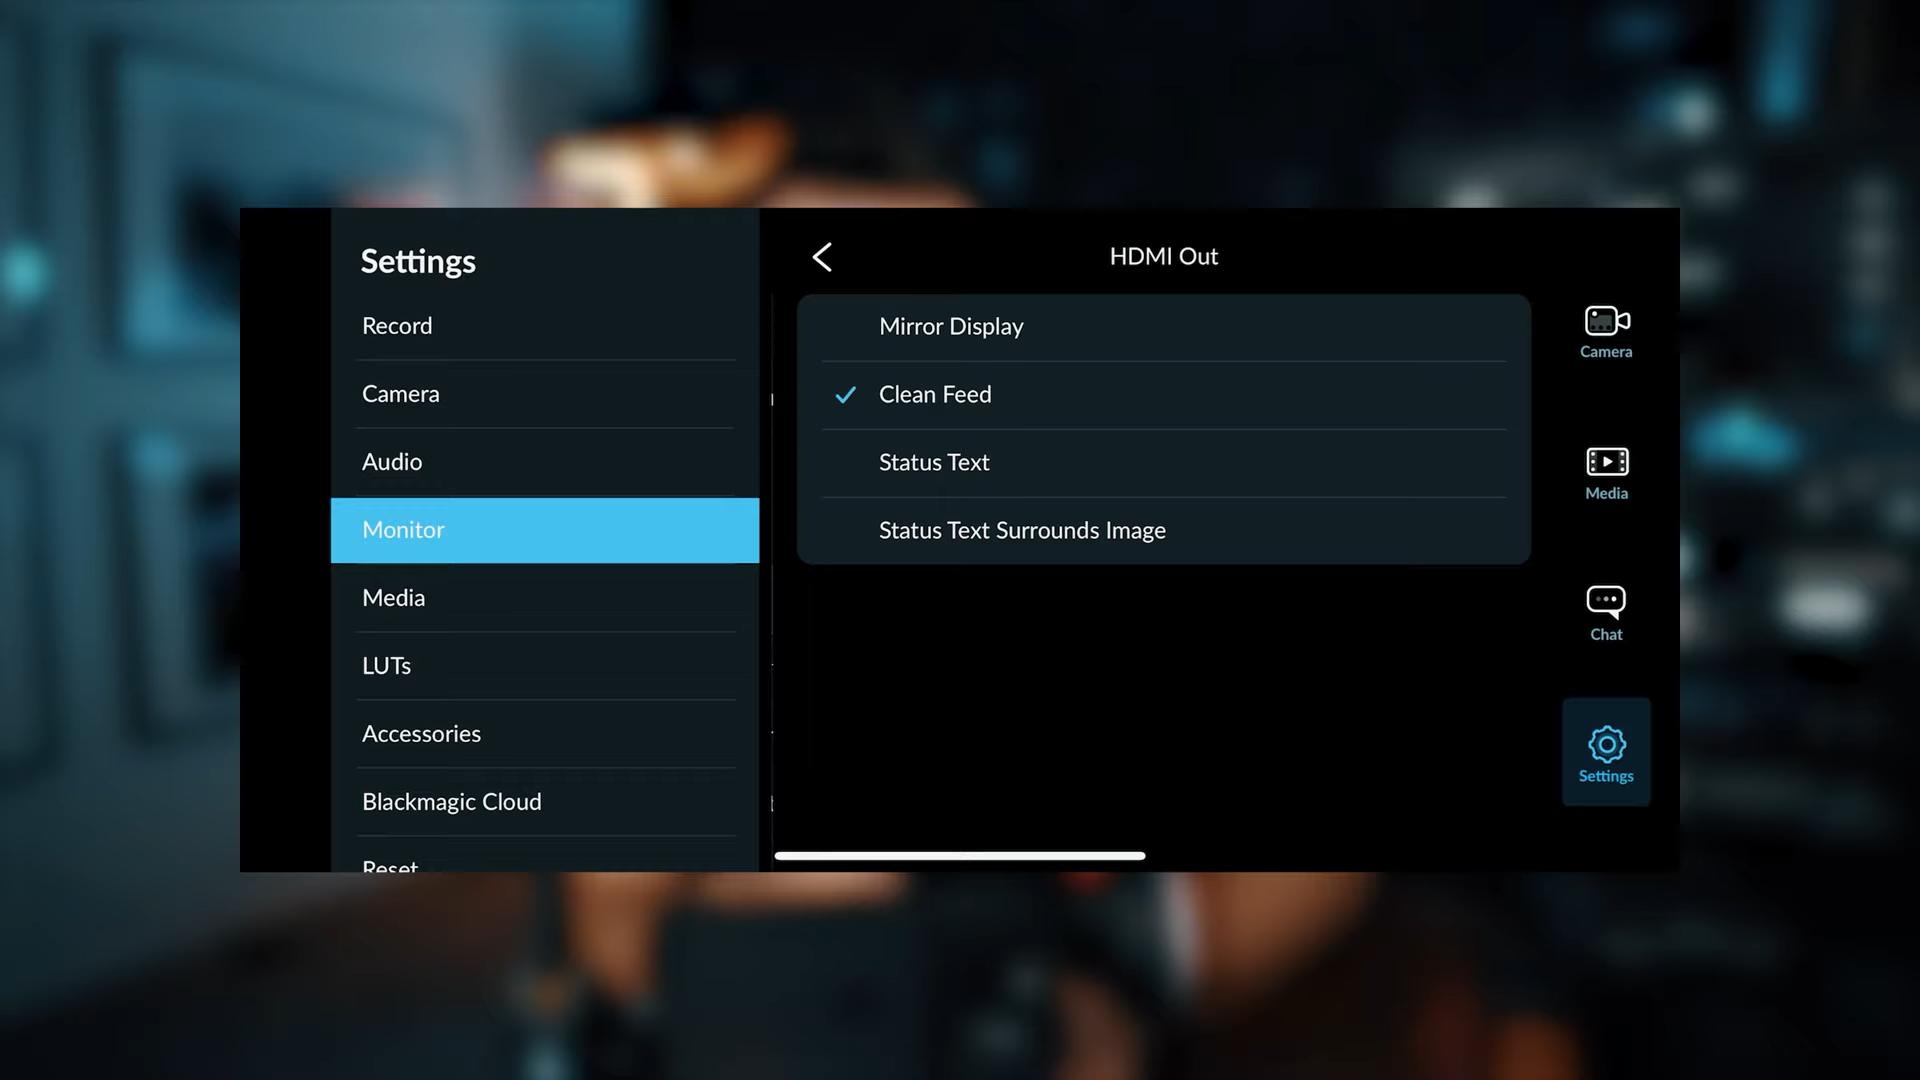 Settings
Record
Camera
Audio
Monitor
Media
LUTs
Accessories
Blackmagic Cloud
Reset
HDMI Out
Mirror Display
Clean Feed
Status Text
Status Text Surrounds Image
Camera
Media
Chat
Settings